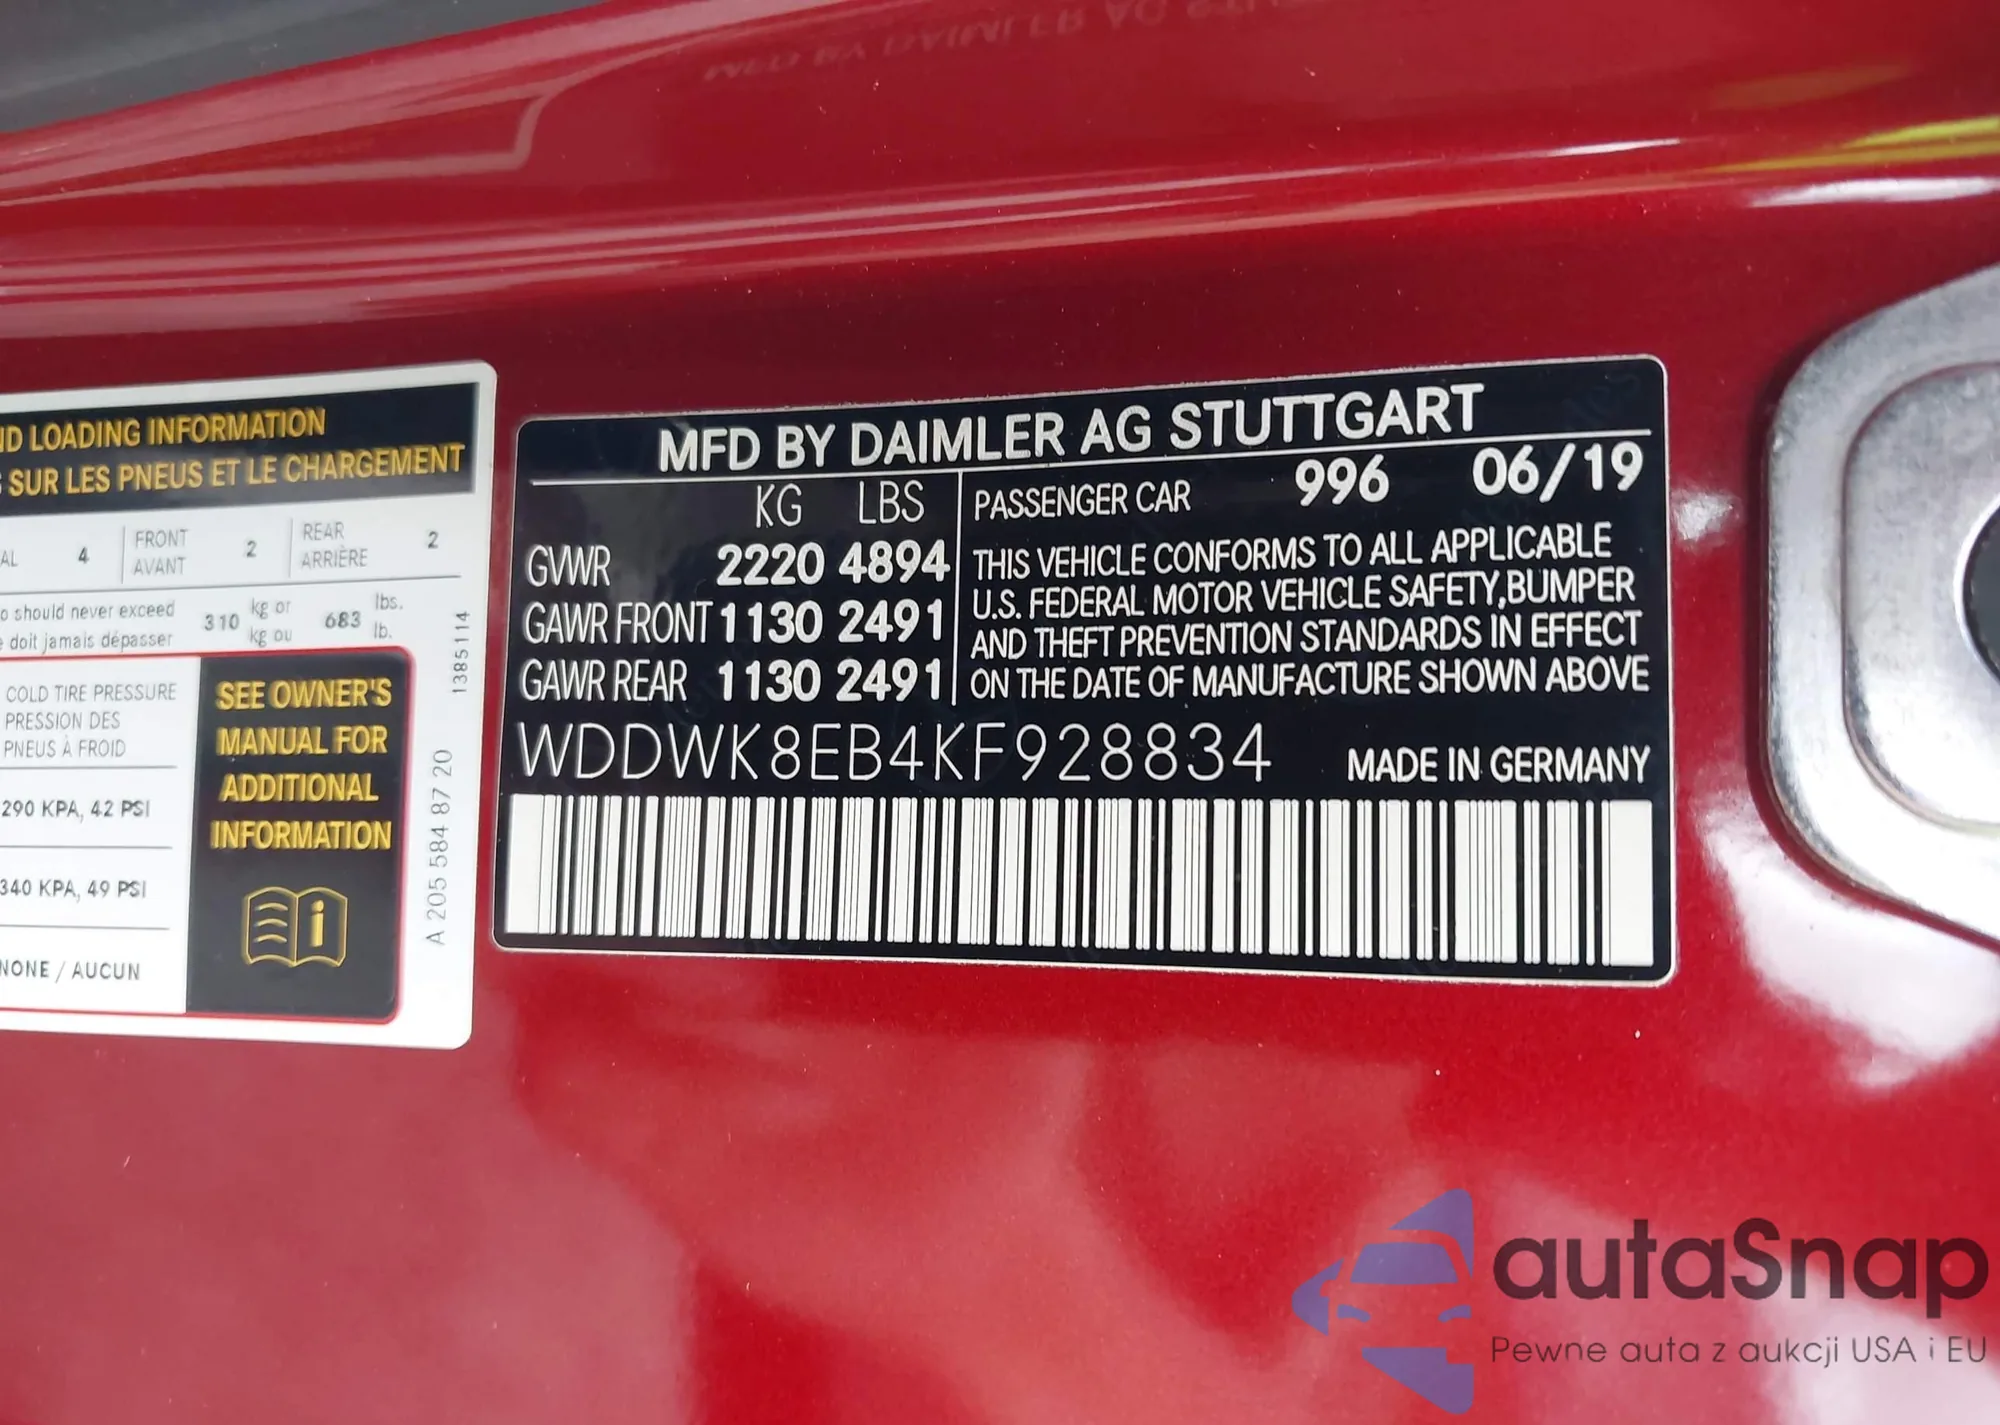 MFD BY DAIMLER AG
ND LOADING INFORMATION
SUR LES PNEUS ET LE CHARGEMENT
AL 4 FRONT AVANT 2 REAR ARRIÈRE 2
o should never exceed 310 kg or 683 lbs.
doit jamais dépasser kg ou lb.
COLD TIRE PRESSURE
PRESSION DES
PNEUS À FROID
290 KPA, 42 PSI
340 KPA, 49 PSI
NONE / AUCUN
SEE OWNER'S
MANUAL FOR
ADDITIONAL
INFORMATION
i
1385114
A 205 584 87 20
MFD BY DAIMLER AG STUTTGART
KG LBS
GVWR 2220 4894
GAWR FRONT 1130 2491
GAWR REAR 1130 2491
PASSENGER CAR 996 06/19
THIS VEHICLE CONFORMS TO ALL APPLICABLE
U.S. FEDERAL MOTOR VEHICLE SAFETY, BUMPER
AND THEFT PREVENTION STANDARDS IN EFFECT
ON THE DATE OF MANUFACTURE SHOWN ABOVE
WDDWK8EB4KF928834 MADE IN GERMANY
autaSnap
Pewne auta z aukcji USA i EU